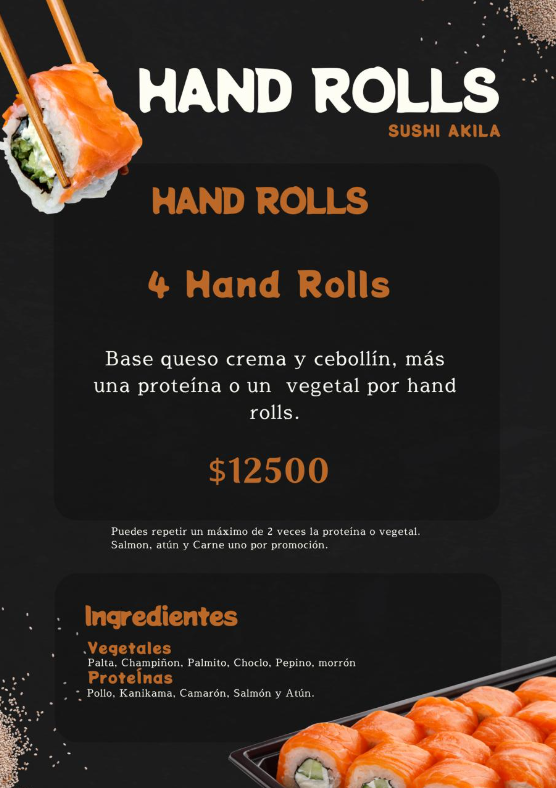 HAND ROLLS
SUSHI AKILA
HAND ROLLS
4 Hand Rolls
Base queso crema y cebollín, más
una proteína o un vegetal por hand
rolls.
$12500
Puedes repetir un máximo de 2 veces la proteína o vegetal.
Salmon, atún y Carne uno por promoción.
Ingredientes
Vegetales
Palta, Champiñon, Palmito, Choclo, Pepino, morrón
Proteínas
Pollo, Kanikama, Camarón, Salmón y Atún.